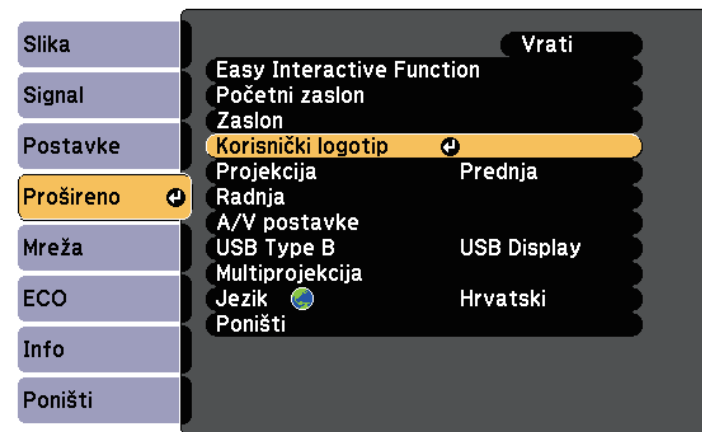 Slika
Signal
Postavke
Prošireno
Mreža
ECO
Info
Poništi
Vrati
Easy Interactive Function
Početni zaslon
Zaslon
Korisnički logotip
Projekcija Prednja
Radnja
A/V postavke
USB Type B USB Display
Multiprojekcija
Jezik Hrvatski
Poništi